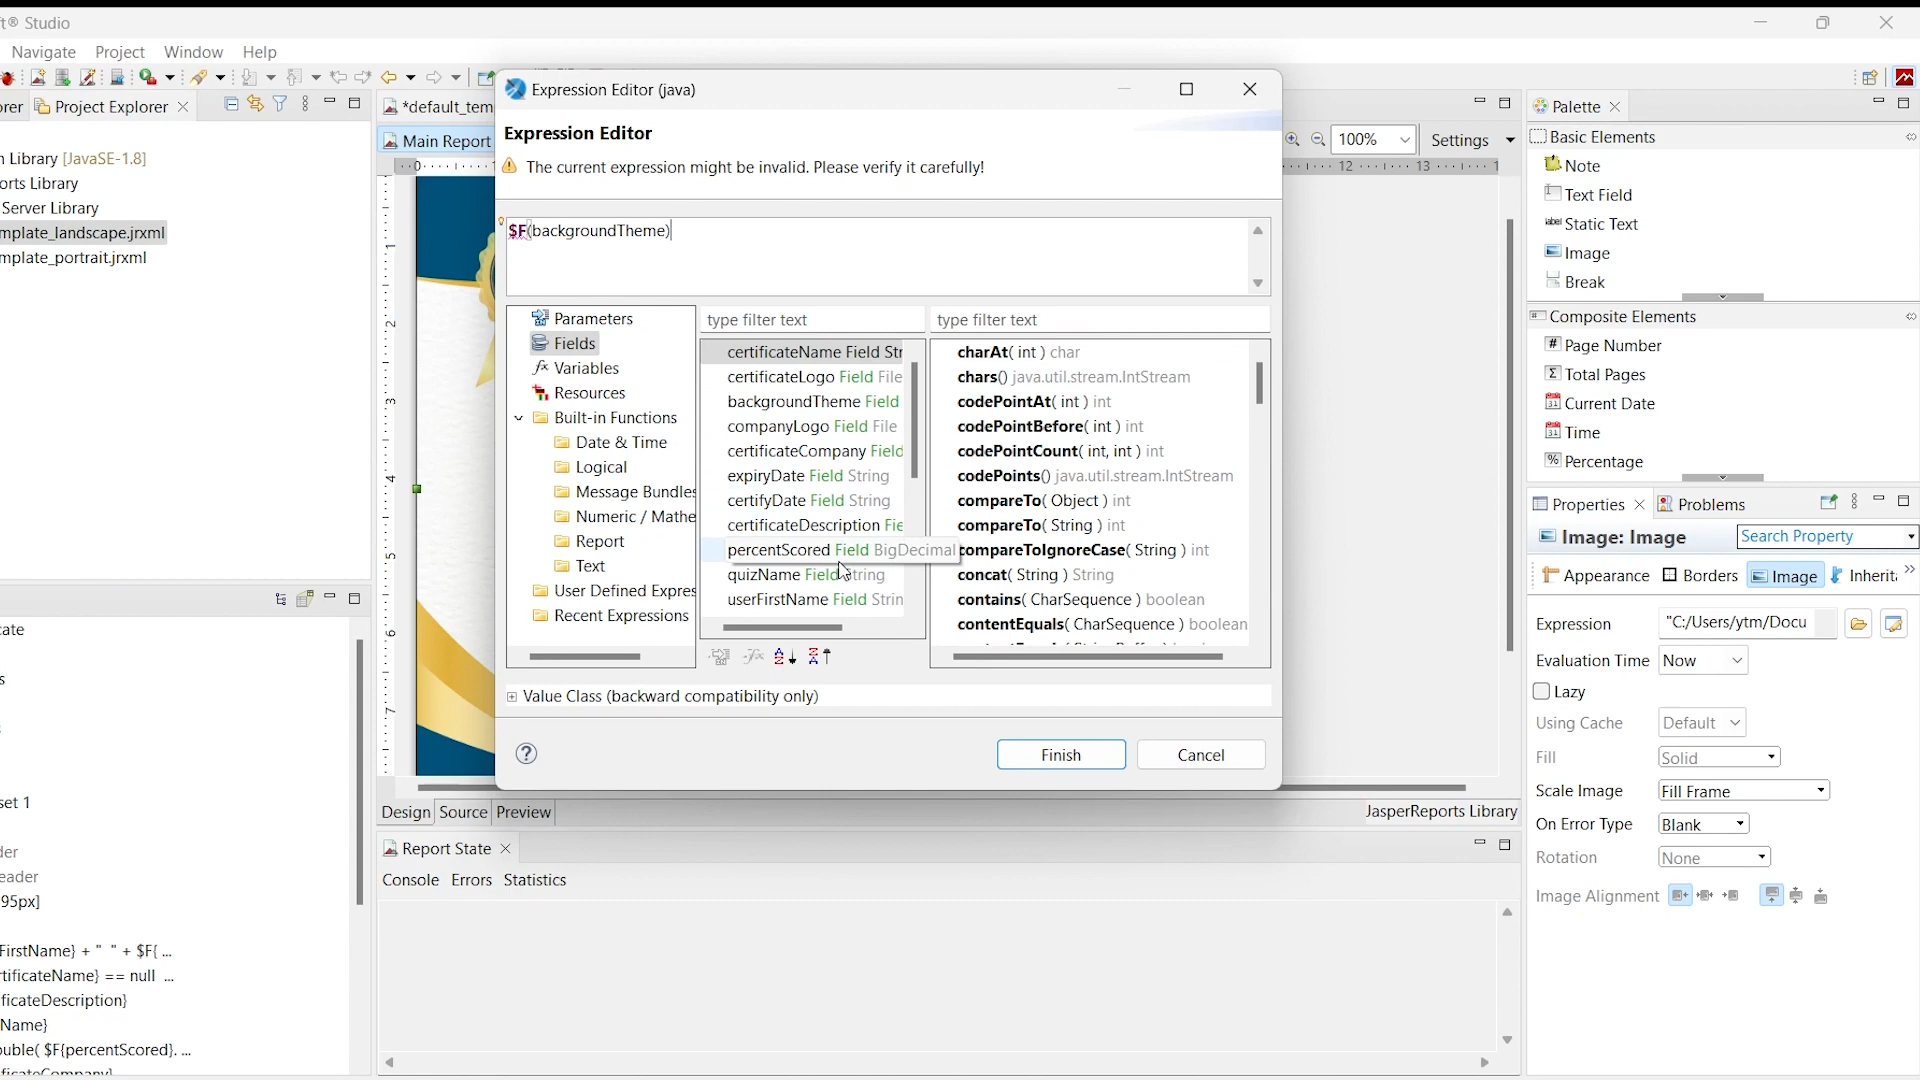 ft® Studio
Navigate Project Window Help
Project Explorer
*default_tem
Main Report
100%
Settings
Library [JavaSE-1.8]
orts Library
Server Library
mplate_landscape.jrxml
mplate_portrait.jrxml
Expression Editor (java)
Expression Editor
The current expression might be invalid. Please verify it carefully!
$F(backgroundTheme)
Parameters
Fields
Variables
Resources
Built-in Functions
Date & Time
Logical
Message Bundles
Numeric / Mathe
Report
Text
User Defined Expres
Recent Expressions
type filter text
certificateName Field Str
certificateLogo Field File
backgroundTheme Field
companyLogo Field File
certificateCompany Field
expiryDate Field String
certifyDate Field String
certificateDescription Fie
percentScored Field BigDecimal
quizName Field String
userFirstName Field Strin
type filter text
charAt( int ) char
chars() java.util.stream.IntStream
codePointAt( int ) int
codePointBefore( int ) int
codePointCount( int, int ) int
codePoints() java.util.stream.IntStream
compareTo( Object ) int
compareTo( String ) int
compareToIgnoreCase( String ) int
concat( String ) String
contains( CharSequence ) boolean
contentEquals( CharSequence ) boolean
Value Class (backward compatibility only)
Finish
Cancel
Design Source Preview
JasperReports Library
Report State
Console Errors Statistics
cate
set 1
der
eader
95px]
FirstName} + " " + $F{ ...
rtificateName} == null ...
ficateDescription}
Name}
ouble( $F{percentScored}. ...
ficateCompany}
Palette
Basic Elements
Note
Text Field
Static Text
Image
Break
Composite Elements
Page Number
Total Pages
Current Date
Time
Percentage
Properties
Problems
Image: Image
Search Property
Appearance Borders Image Inherit
Expression "C:/Users/ytm/Docu
Evaluation Time Now
Lazy
Using Cache Default
Fill Solid
Scale Image Fill Frame
On Error Type Blank
Rotation None
Image Alignment